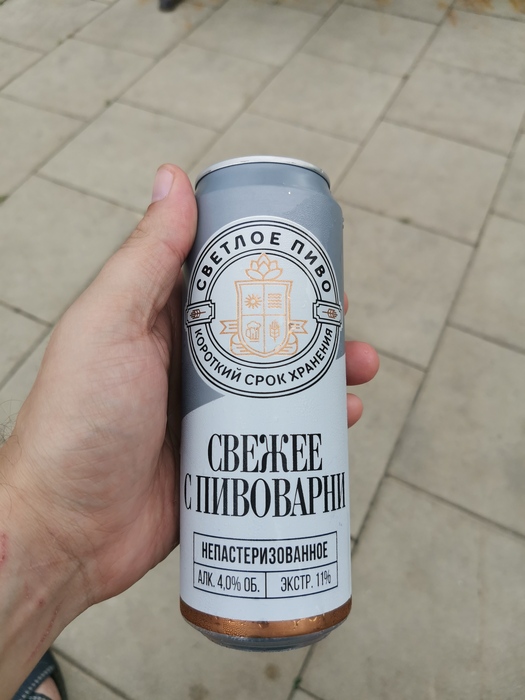 СВЕТЛОЕ ПИВО
КОРОТКИЙ СРОК ХРАНЕНИЯ
СВЕЖЕЕ
С ПИВОВАРНИ
НЕПАСТЕРИЗОВАННОЕ
АЛК. 4,0% ОБ. ЭКСТР. 11%